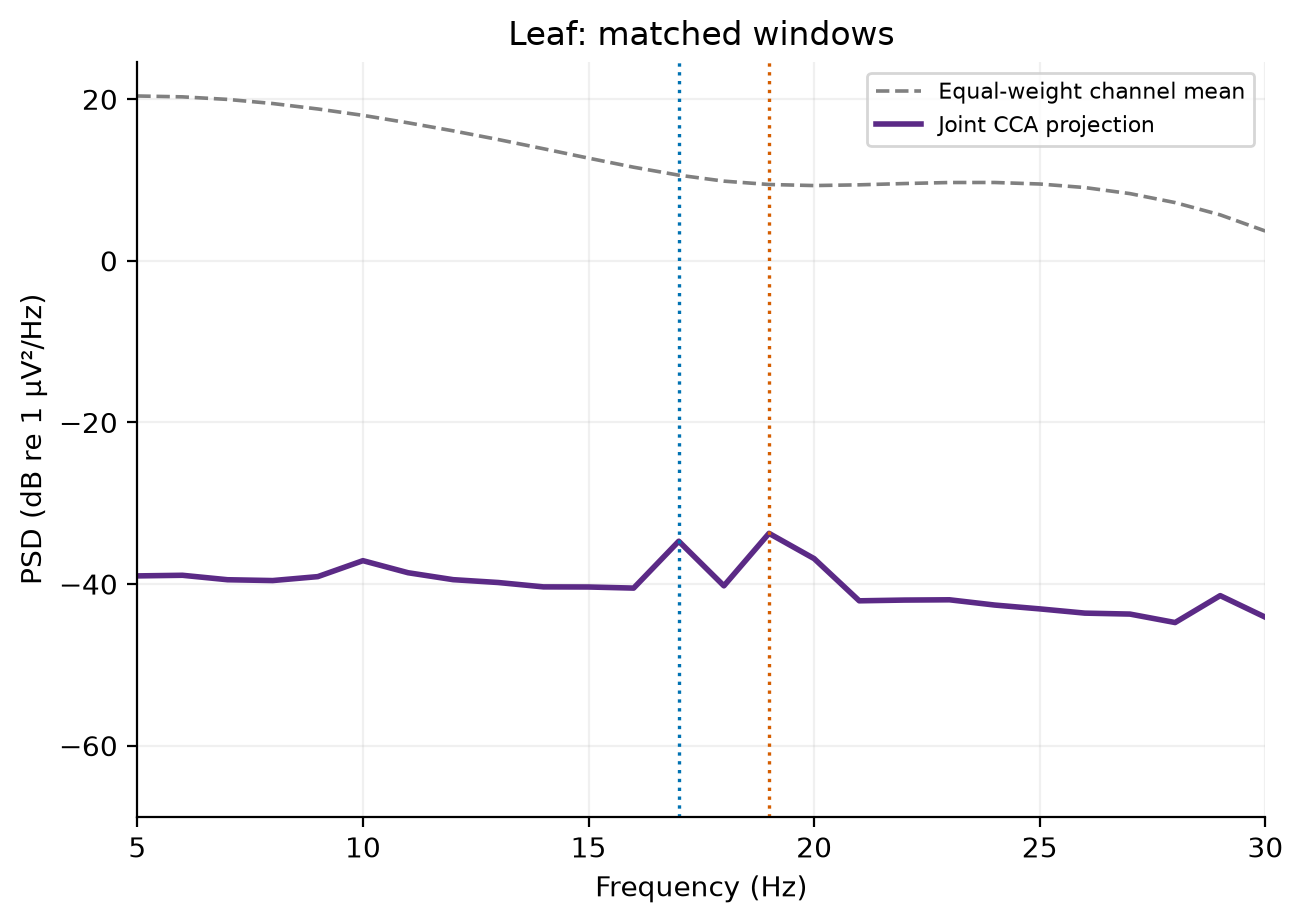 Leaf: matched windows
Equal-weight channel mean
Joint CCA projection
PSD (dB re 1 µV²/Hz)
20
0
−20
−40
−60
5
10
15
20
25
30
Frequency (Hz)